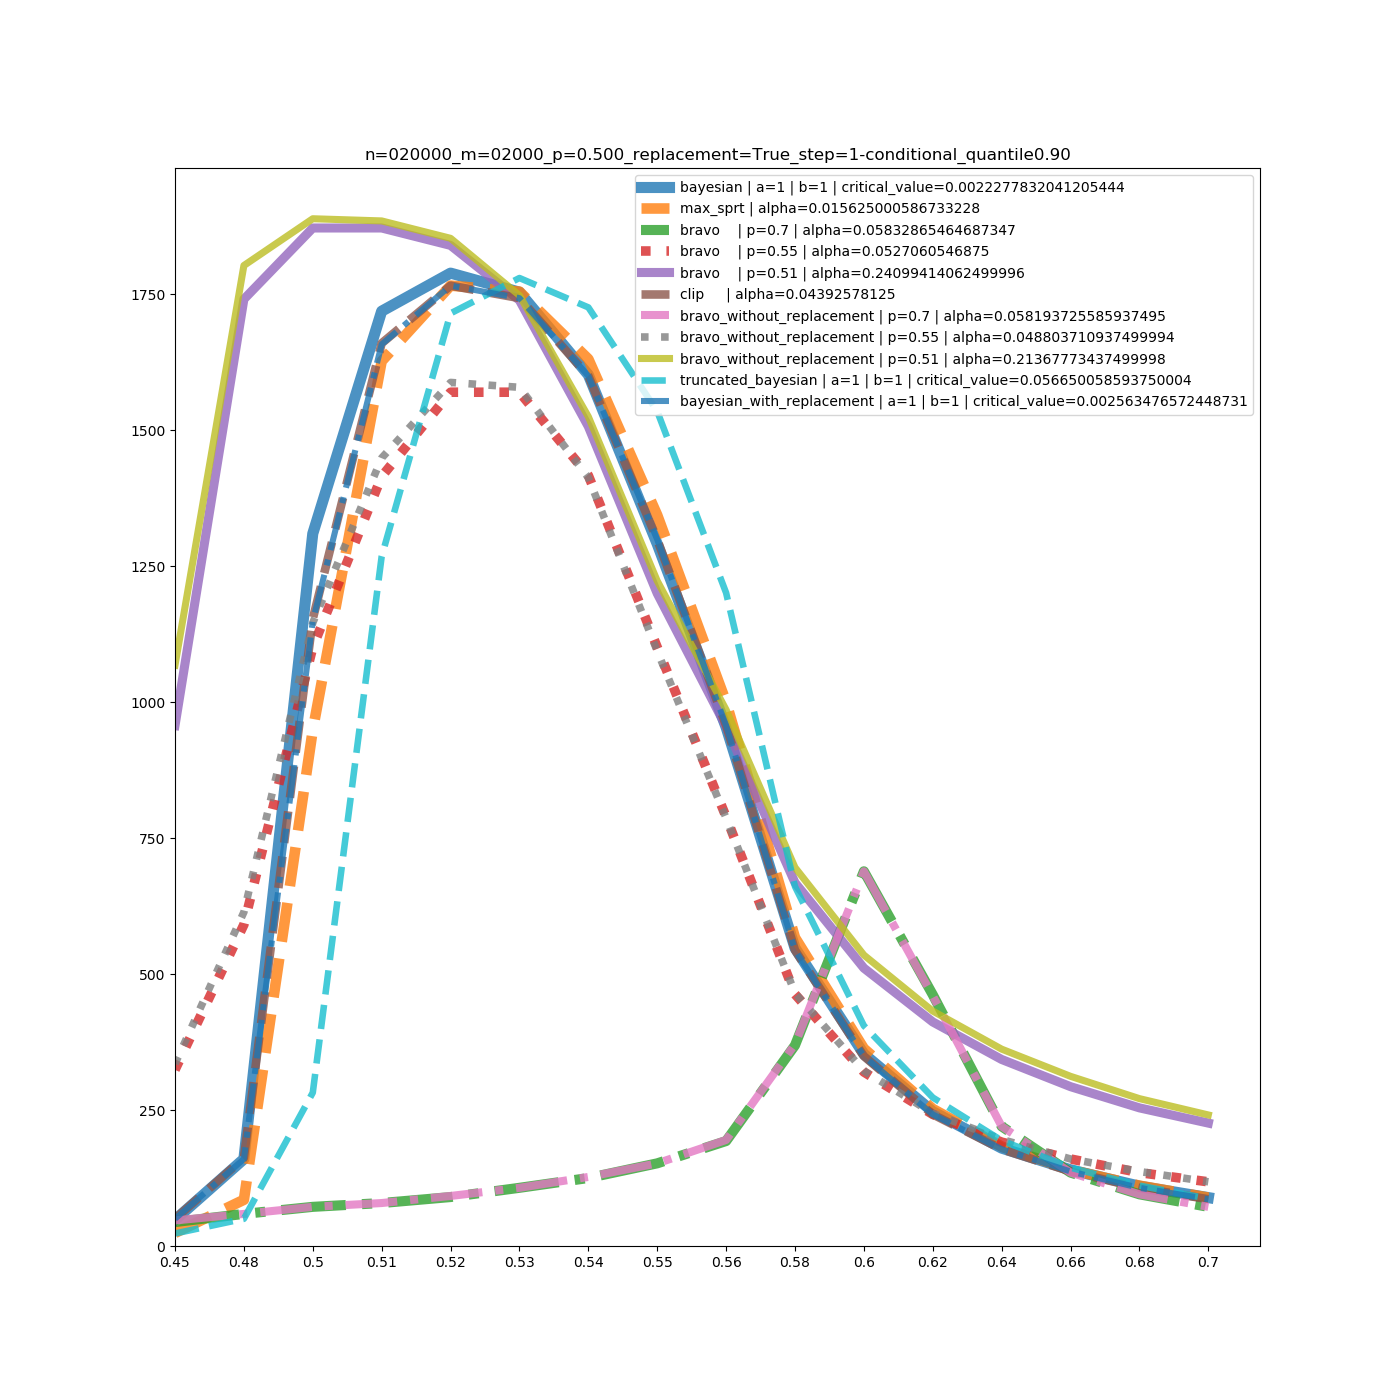 n=020000_m=02000_p=0.500_replacement=True_step=1-conditional_quantile0.90
bayesian | a=1 | b=1 | critical_value=0.0022277832041205444
max_sprt | alpha=0.015625000586733228
bravo | p=0.7 | alpha=0.05832865464687347
bravo | p=0.55 | alpha=0.0527060546875
bravo | p=0.51 | alpha=0.24099414062499996
clip | alpha=0.04392578125
bravo_without_replacement | p=0.7 | alpha=0.058193725585937495
bravo_without_replacement | p=0.55 | alpha=0.048803710937499994
bravo_without_replacement | p=0.51 | alpha=0.21367773437499998
truncated_bayesian | a=1 | b=1 | critical_value=0.056650058593750004
bayesian_with_replacement | a=1 | b=1 | critical_value=0.002563476572448731
1750
1500
1250
1000
750
500
250
0
0.45 0.48 0.5 0.51 0.52 0.53 0.54 0.55 0.56 0.58 0.6 0.62 0.64 0.66 0.68 0.7